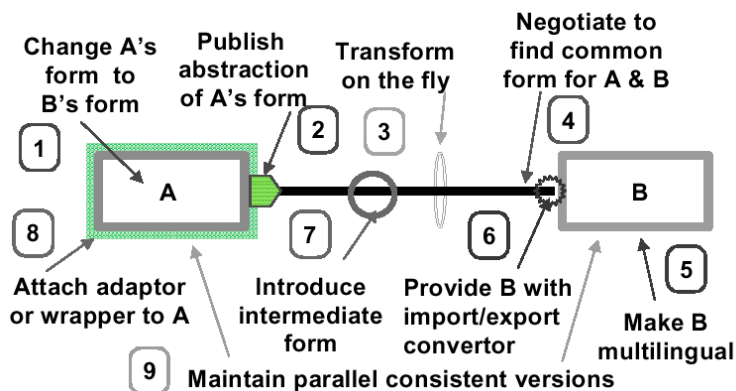 Change A's
form to
B's form
Publish
abstraction
of A's form
Transform
on the fly
Negotiate to
find common
form for A & B
1
2
3
4
A
B
8
7
6
5
Attach adaptor
or wrapper to A
Introduce
intermediate
form
Provide B with
import/export
convertor
Make B
multilingual
9
Maintain parallel consistent versions